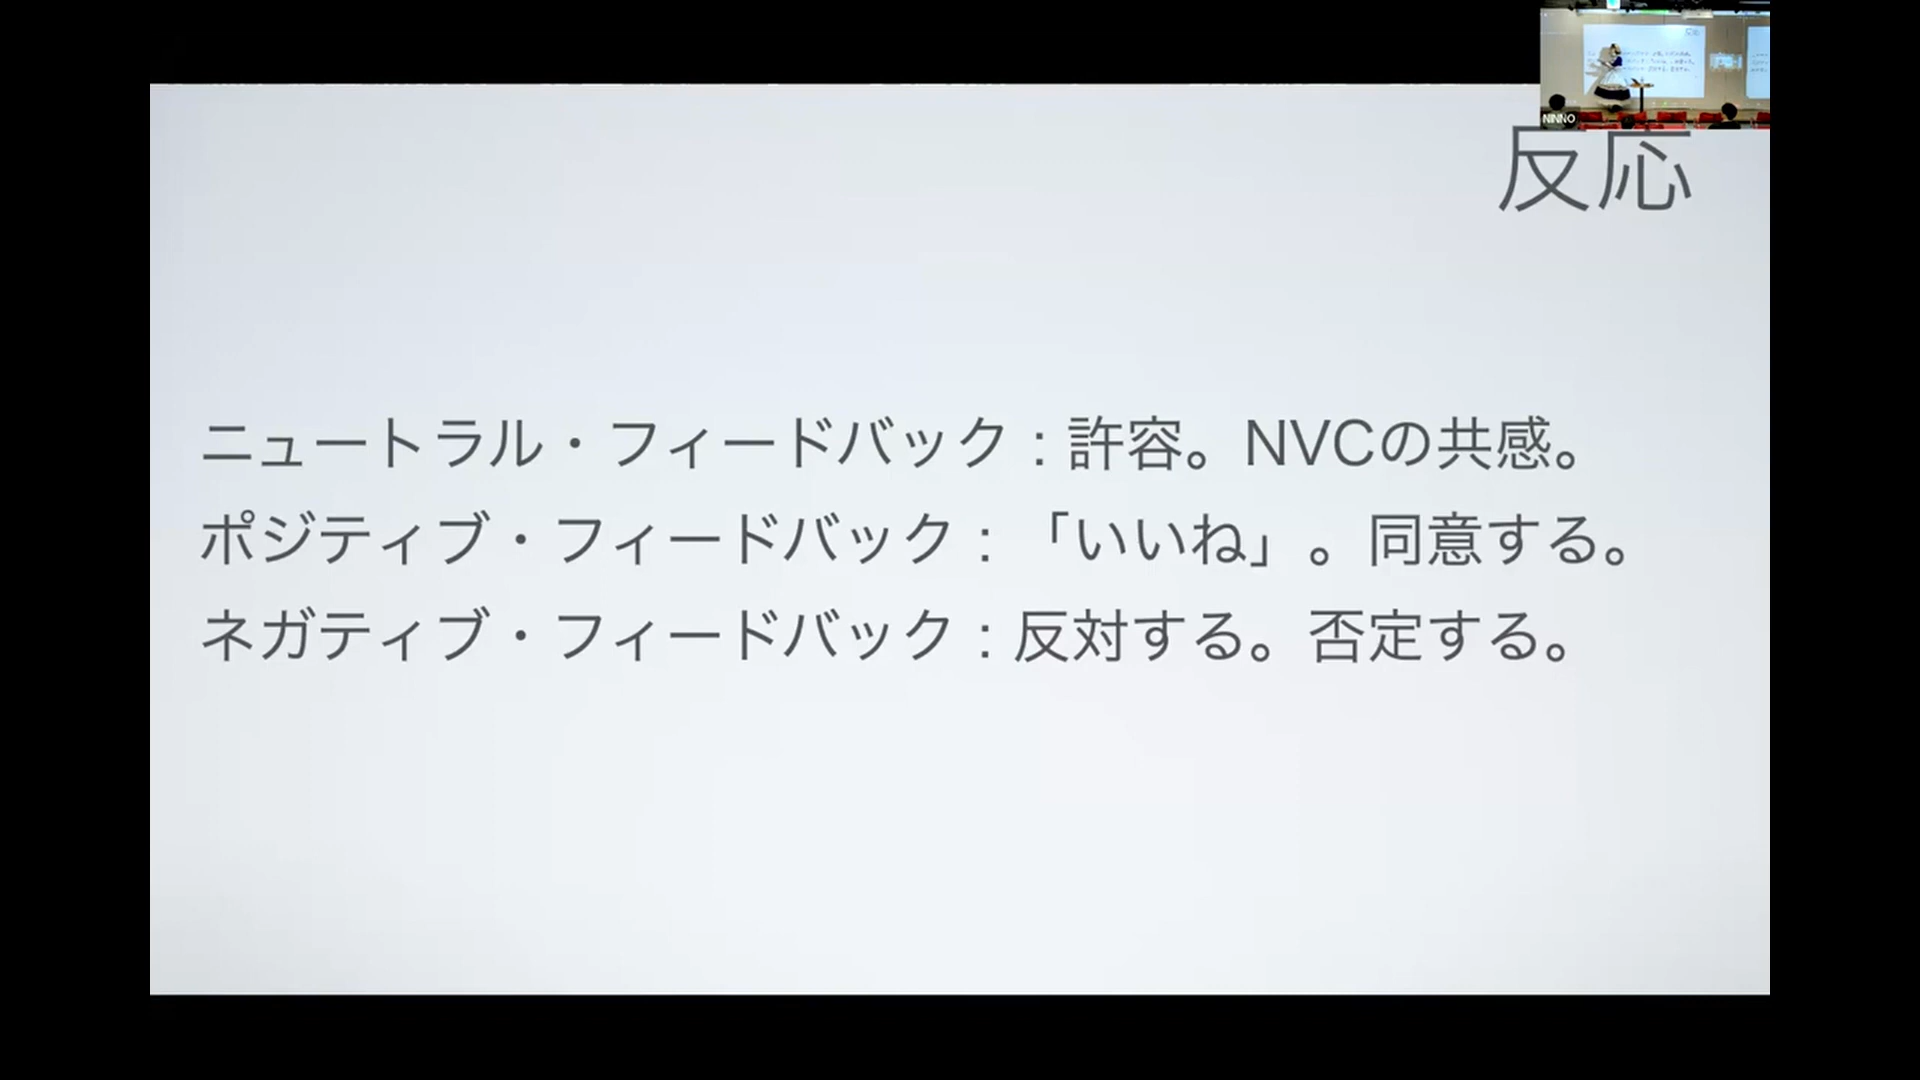 NINNO
反応
ニュートラル・フィードバック：許容。NVCの共感。
ポジティブ・フィードバック：「いいね」。同意する。
ネガティブ・フィードバック：反対する。否定する。